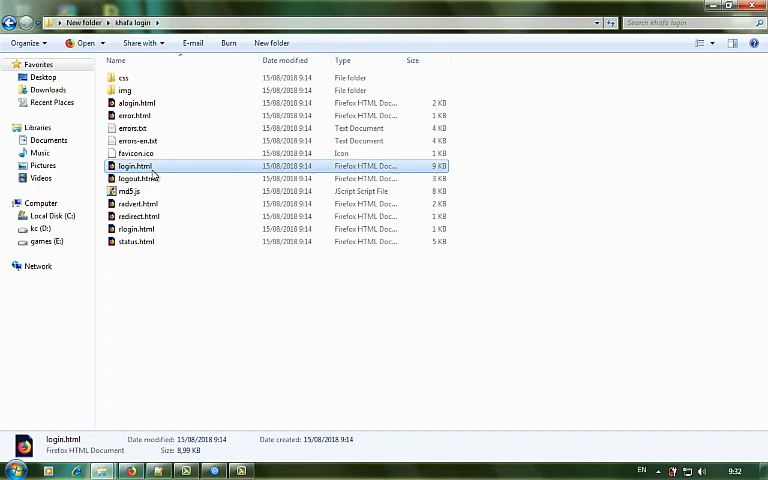 New folder ▸ khafa login ▸
Search khafa login
Organize Open Share with E-mail Burn New folder
Name Date modified Type Size
Favorites
Desktop
Downloads
Recent Places
Libraries
Documents
Music
Pictures
Videos
Computer
Local Disk (C:)
kc (D:)
games (E:)
Network
css 15/08/2018 9:14 File folder
img 15/08/2018 9:14 File folder
alogin.html 15/08/2018 9:14 Firefox HTML Doc... 2 KB
error.html 15/08/2018 9:14 Firefox HTML Doc... 1 KB
errors.txt 15/08/2018 9:14 Text Document 4 KB
errors-en.txt 15/08/2018 9:14 Text Document 4 KB
favicon.ico 15/08/2018 9:14 Icon 1 KB
login.html 15/08/2018 9:14 Firefox HTML Doc... 9 KB
logout.html 15/08/2018 9:14 Firefox HTML Doc... 3 KB
md5.js 15/08/2018 9:14 JScript Script File 8 KB
radvert.html 15/08/2018 9:14 Firefox HTML Doc... 2 KB
redirect.html 15/08/2018 9:14 Firefox HTML Doc... 1 KB
rlogin.html 15/08/2018 9:14 Firefox HTML Doc... 1 KB
status.html 15/08/2018 9:14 Firefox HTML Doc... 5 KB
login.html Date modified: 15/08/2018 9:14 Date created: 15/08/2018 9:14
Firefox HTML Document Size: 8,99 KB
EN 9:32